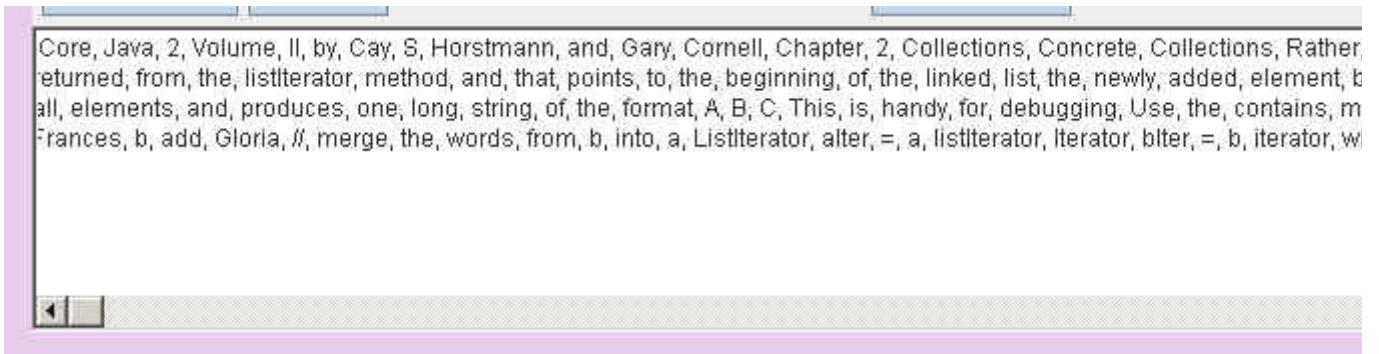 Core, Java, 2, Volume, II, by, Cay, S, Horstmann, and, Gary, Cornell, Chapter, 2, Collections, Concrete, Collections, Rather,
returned, from, the, listIterator, method, and, that, points, to, the, beginning, of, the, linked, list, the, newly, added, element, b
all, elements, and, produces, one, long, string, of, the, format, A, B, C, This, is, handy, for, debugging, Use, the, contains, m
Frances, b, add, Gloria, //, merge, the, words, from, b, into, a, ListIterator, aIter, =, a, listIterator, Iterator, bIter, =, b, iterator, w